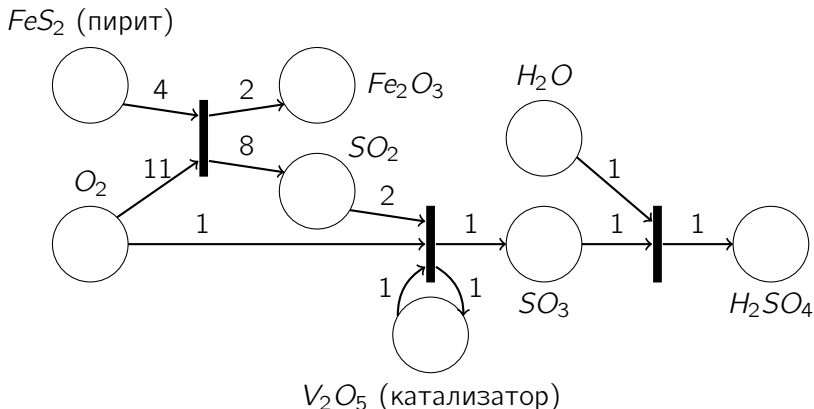 FeS₂ (пирит)
4
2
Fe₂O₃
H₂O
11
8
SO₂
O₂
1
2
1
1
1
1
1
1
SO₃
H₂SO₄
V₂O₅ (катализатор)